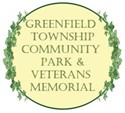 GREENFIELD
TOWNSHIP
COMMUNITY
PARK &
VETERANS
MEMORIAL